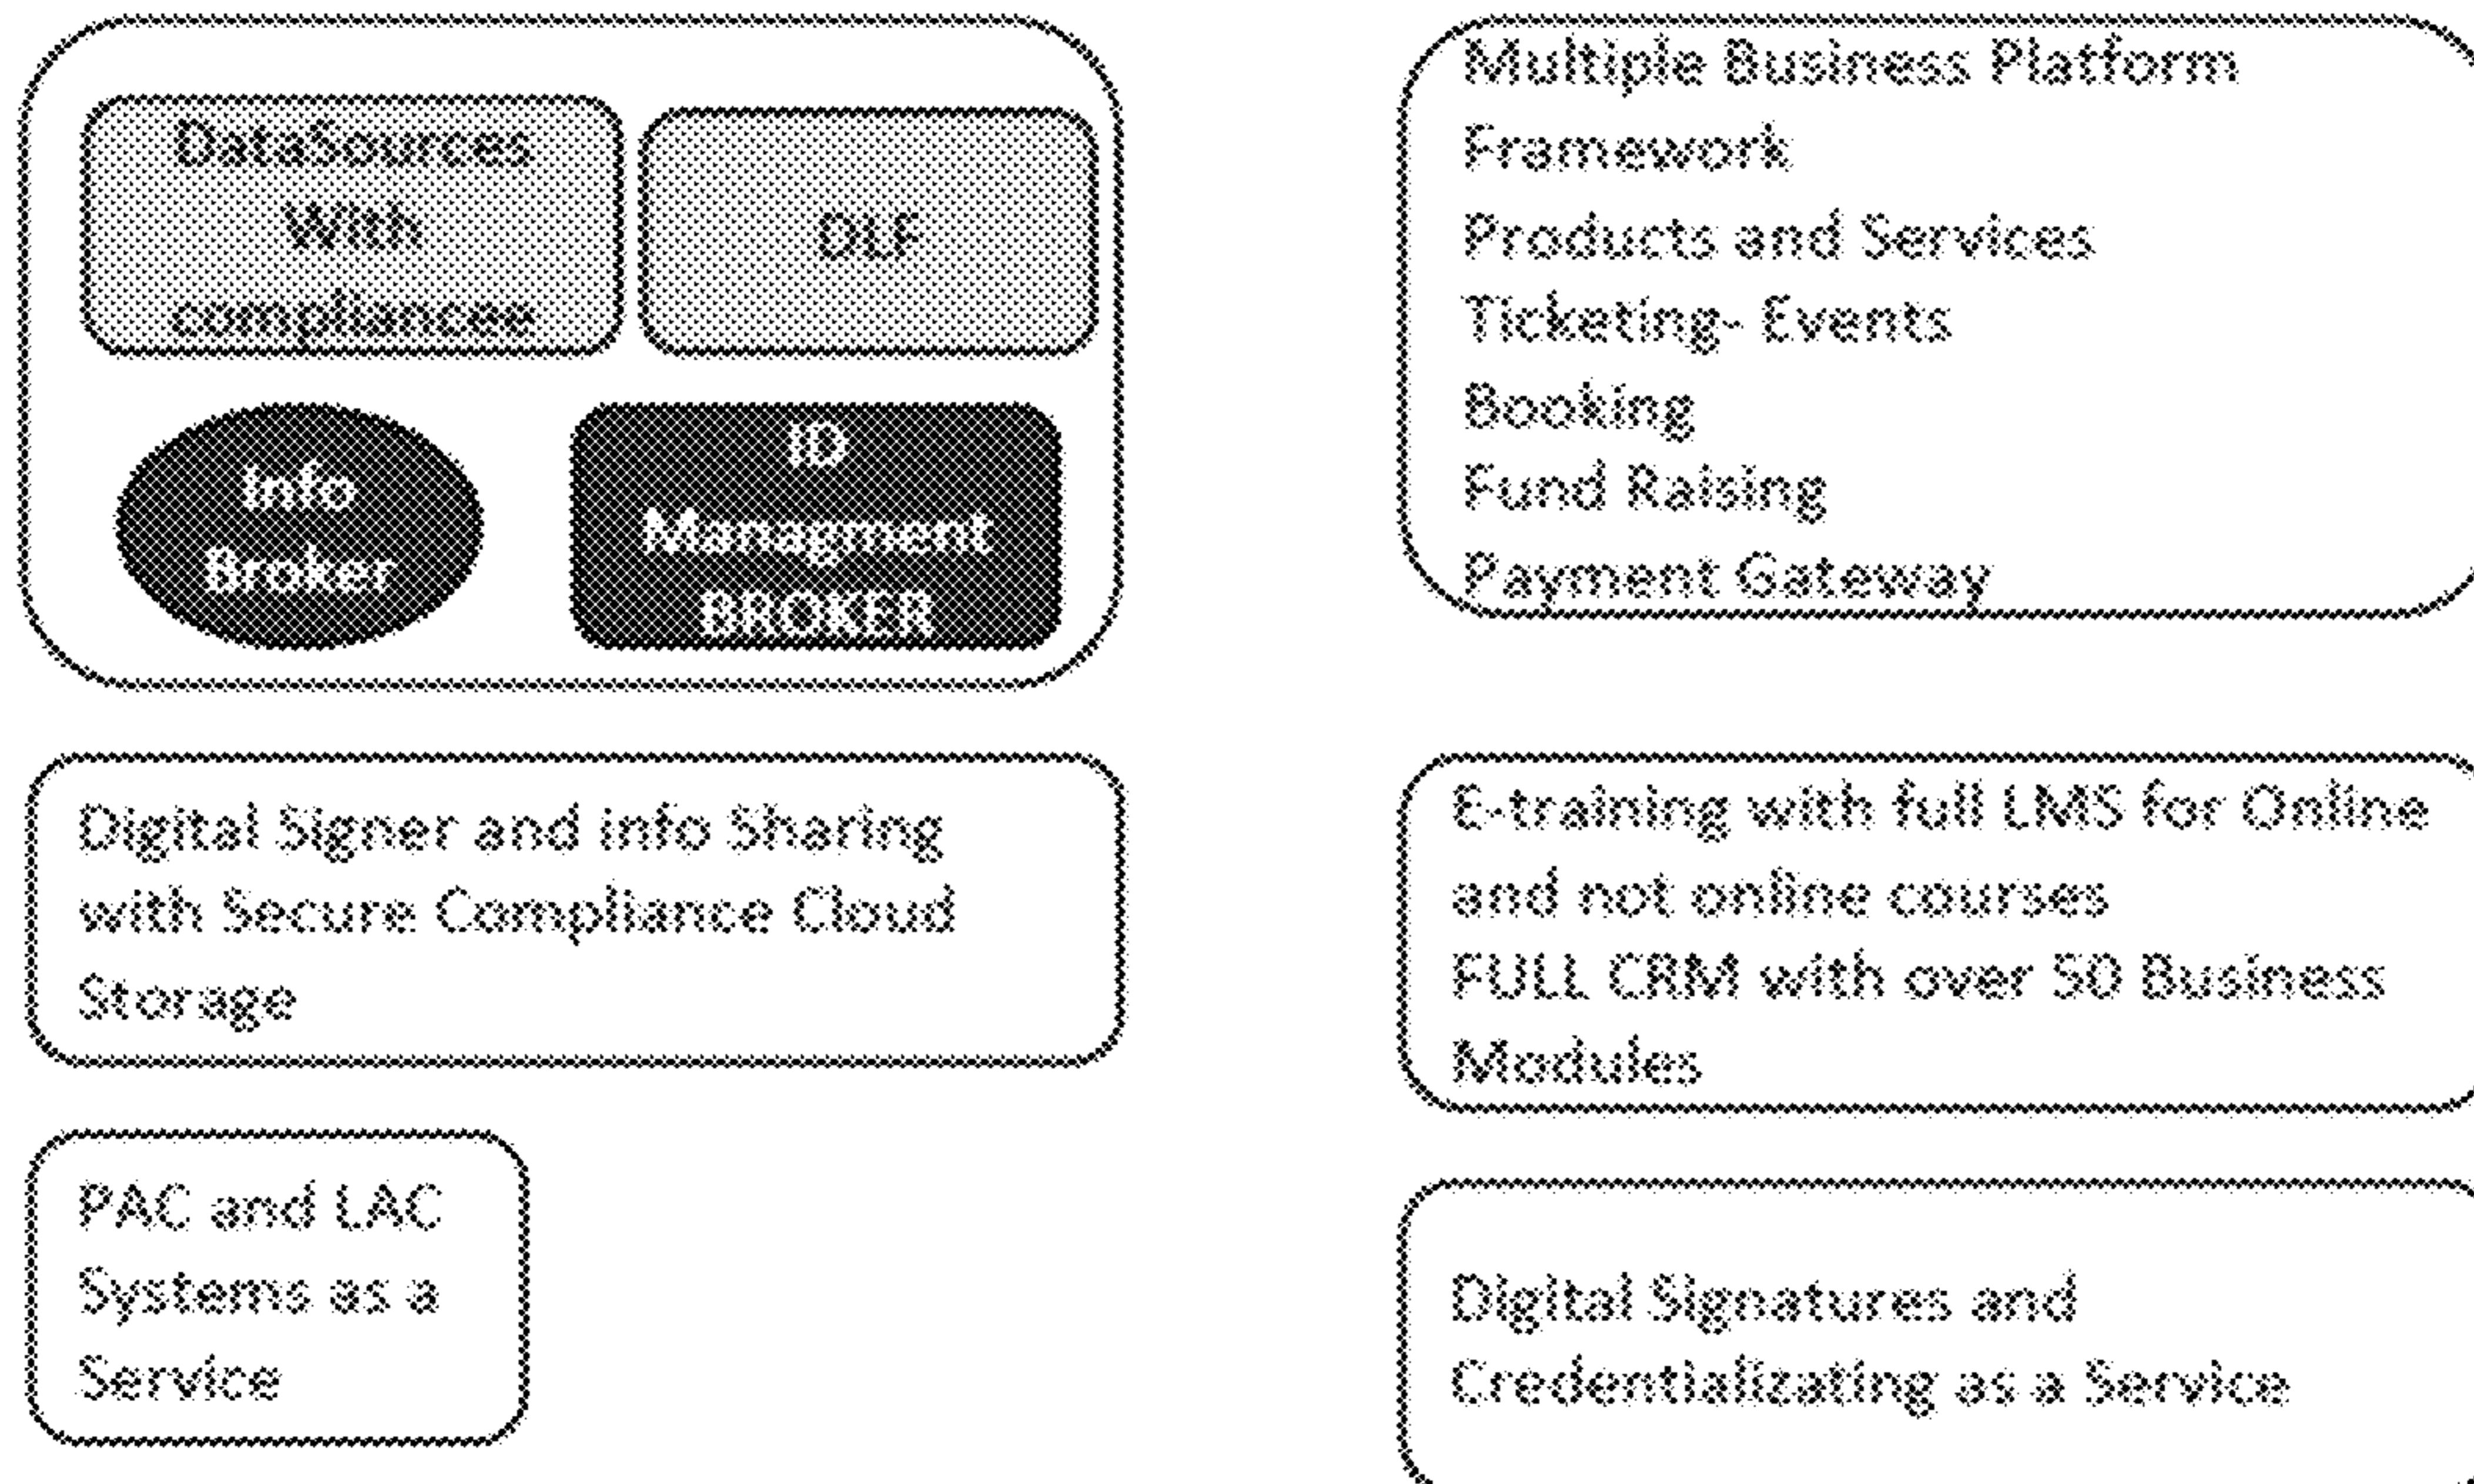 DataSources
With
compliancee
DLF
Info
Broker
ID
Managment
BROKER
Digital Signer and info Sharing
with Secure Compliance Cloud
Storage
PAC and LAC
Systems as a
Service
Multiple Business Platform
Framework
Products and Services
Ticketing- Events
Booking
Fund Raising
Payment Gateway
E-training with full LMS for Online
and not online courses
FULL CRM with over 50 Business
Modules
Digital Signatures and
Credentializating as a Service